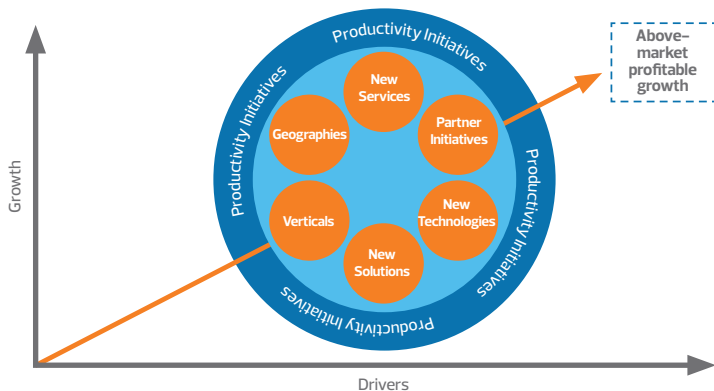 Productivity Initiatives
Above–
market
profitable
growth
New
Services
Productivity Initiatives
Geographies
Partner
Initiatives
Growth
Verticals
New
Technologies
Productivity Initiatives
New
Solutions
Productivity Initiatives
Drivers